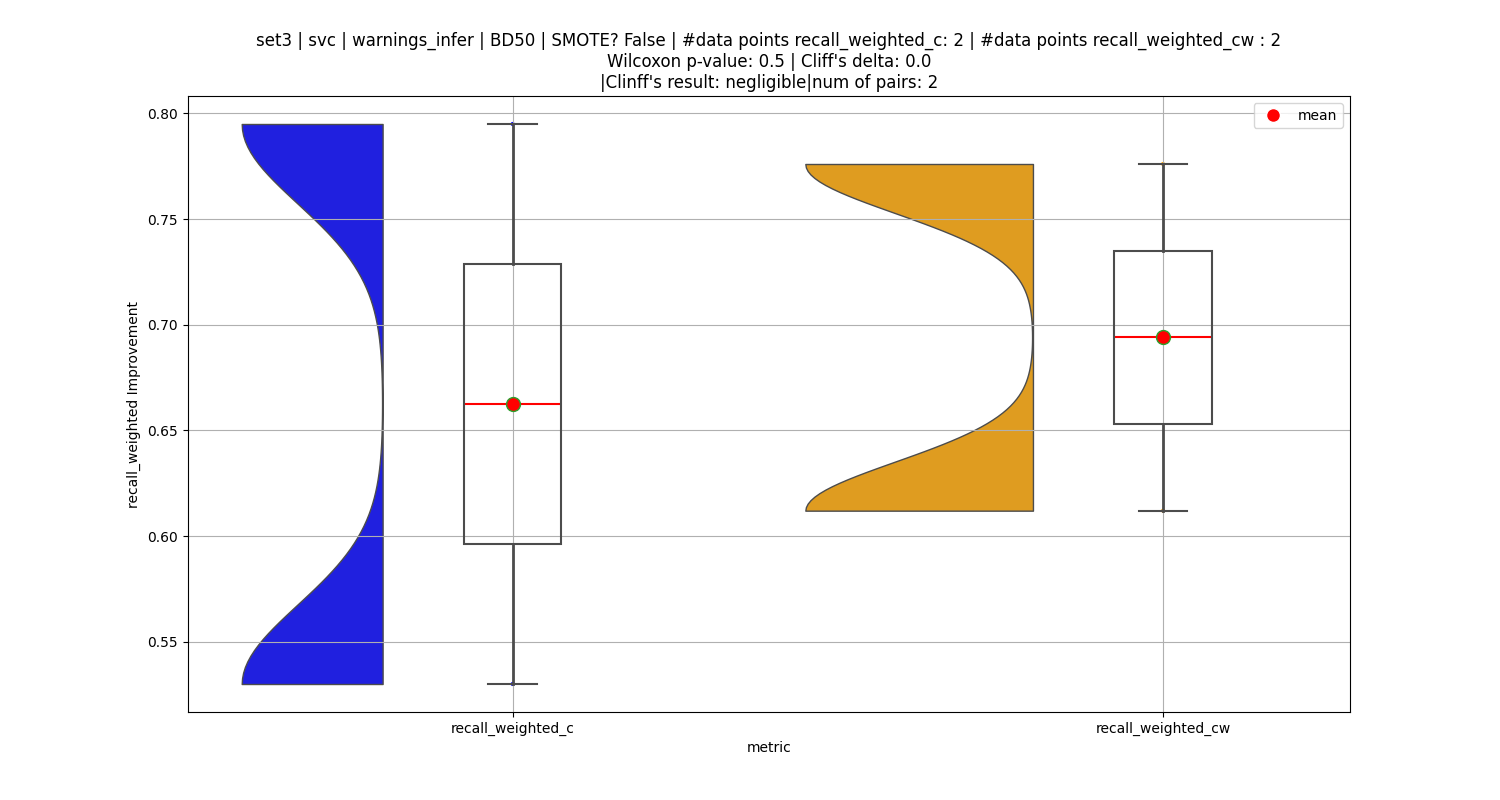 set3 | svc | warnings_infer | BD50 | SMOTE? False | #data points recall_weighted_c: 2 | #data points recall_weighted_cw : 2
Wilcoxon p-value: 0.5 | Cliff's delta: 0.0
|Clinff's result: negligible|num of pairs: 2
mean
0.80
0.75
0.70
0.65
0.60
0.55
recall_weighted Improvement
recall_weighted_c
recall_weighted_cw
metric